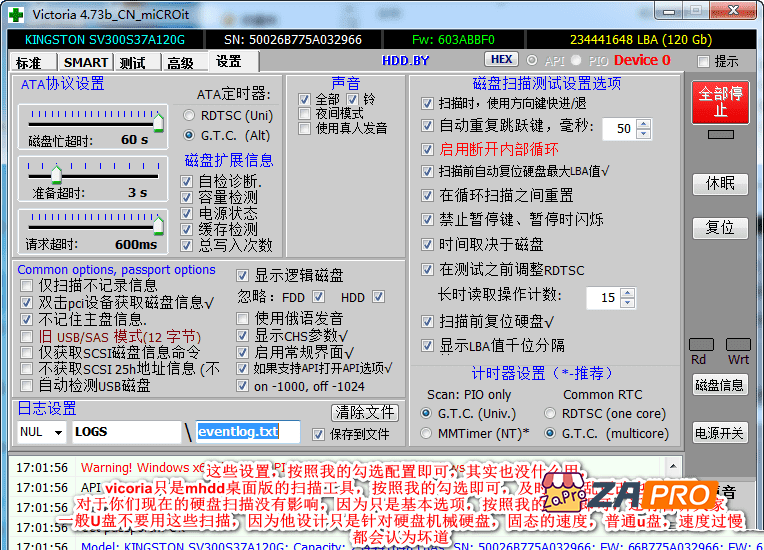 Victoria 4.73b_CN_miCROit
KINGSTON SV300S37A120G SN: 50026B775A032966 Fw: 603ABBF0 234441648 LBA (120 Gb)
标准 SMART 测试 高级 设置 HDD.BY HEX API PIO Device 0 提示
ATA协议设置
磁盘忙超时: 60 s
准备超时: 3 s
请求超时: 600ms
ATA定时器:
RDTSC (Uni)
G.T.C. (Alt)
磁盘扩展信息
自检诊断.
容量检测
电源状态
缓存检测
总写入次数
声音
全部 铃
夜间模式
使用真人发音
磁盘扫描测试设置选项
扫描时，使用方向键快进/退
自动重复跳跃键，毫秒: 50
启用断开内部循环
扫描前自动复位硬盘最大LBA值√
在循环扫描之间重置
禁止暂停键、暂停时闪烁
时间取决于磁盘
在测试之前调整RDTSC
长时读取操作计数: 15
扫描前复位硬盘√
显示LBA值千位分隔
计时器设置（*-推荐）
Scan: PIO only Common RTC
G.T.C. (Univ.) RDTSC (one core)
MMTimer (NT)* G.T.C. (multicore)
Common options, passport options
仅扫描不记录信息
双击pci设备获取磁盘信息√
不记住主盘信息.
旧 USB/SAS 模式(12 字节)
仅获取SCSI磁盘信息命令
不获取SCSI 25h地址信息 (不
自动检测USB磁盘
显示逻辑磁盘
忽略: FDD HDD
使用俄语发音
显示CHS参数√
启用常规界面√
如果支持API打开API选项√
on -1000, off -1024
日志设置
NUL LOGS \ eventlog.txt
清除文件
保存到文件
全部停止
休眠
复位
Rd Wrt
磁盘信息
电源开关
17:01:56 Warning! Windows x6
17:01:56 API
17:01:56
17:01:56
17:01:56
17:01:56 Model: KINGSTON SV300S37A120G; Capacity: SN: 50026B775A032966; FW: 66
这些设置，按照我的勾选配置即可，其实也没什么用
vicoria只是mhdd桌面版的扫描工具，按照我的勾选即可，及时
对于你们现在的硬盘扫描没有影响，因为只是基本选项，按照我的
般U盘不要用这些扫描，因为他设计只是针对硬盘机械硬盘，固态的速度，普通u盘，速度过慢
都会认为坏道
ZAPRO